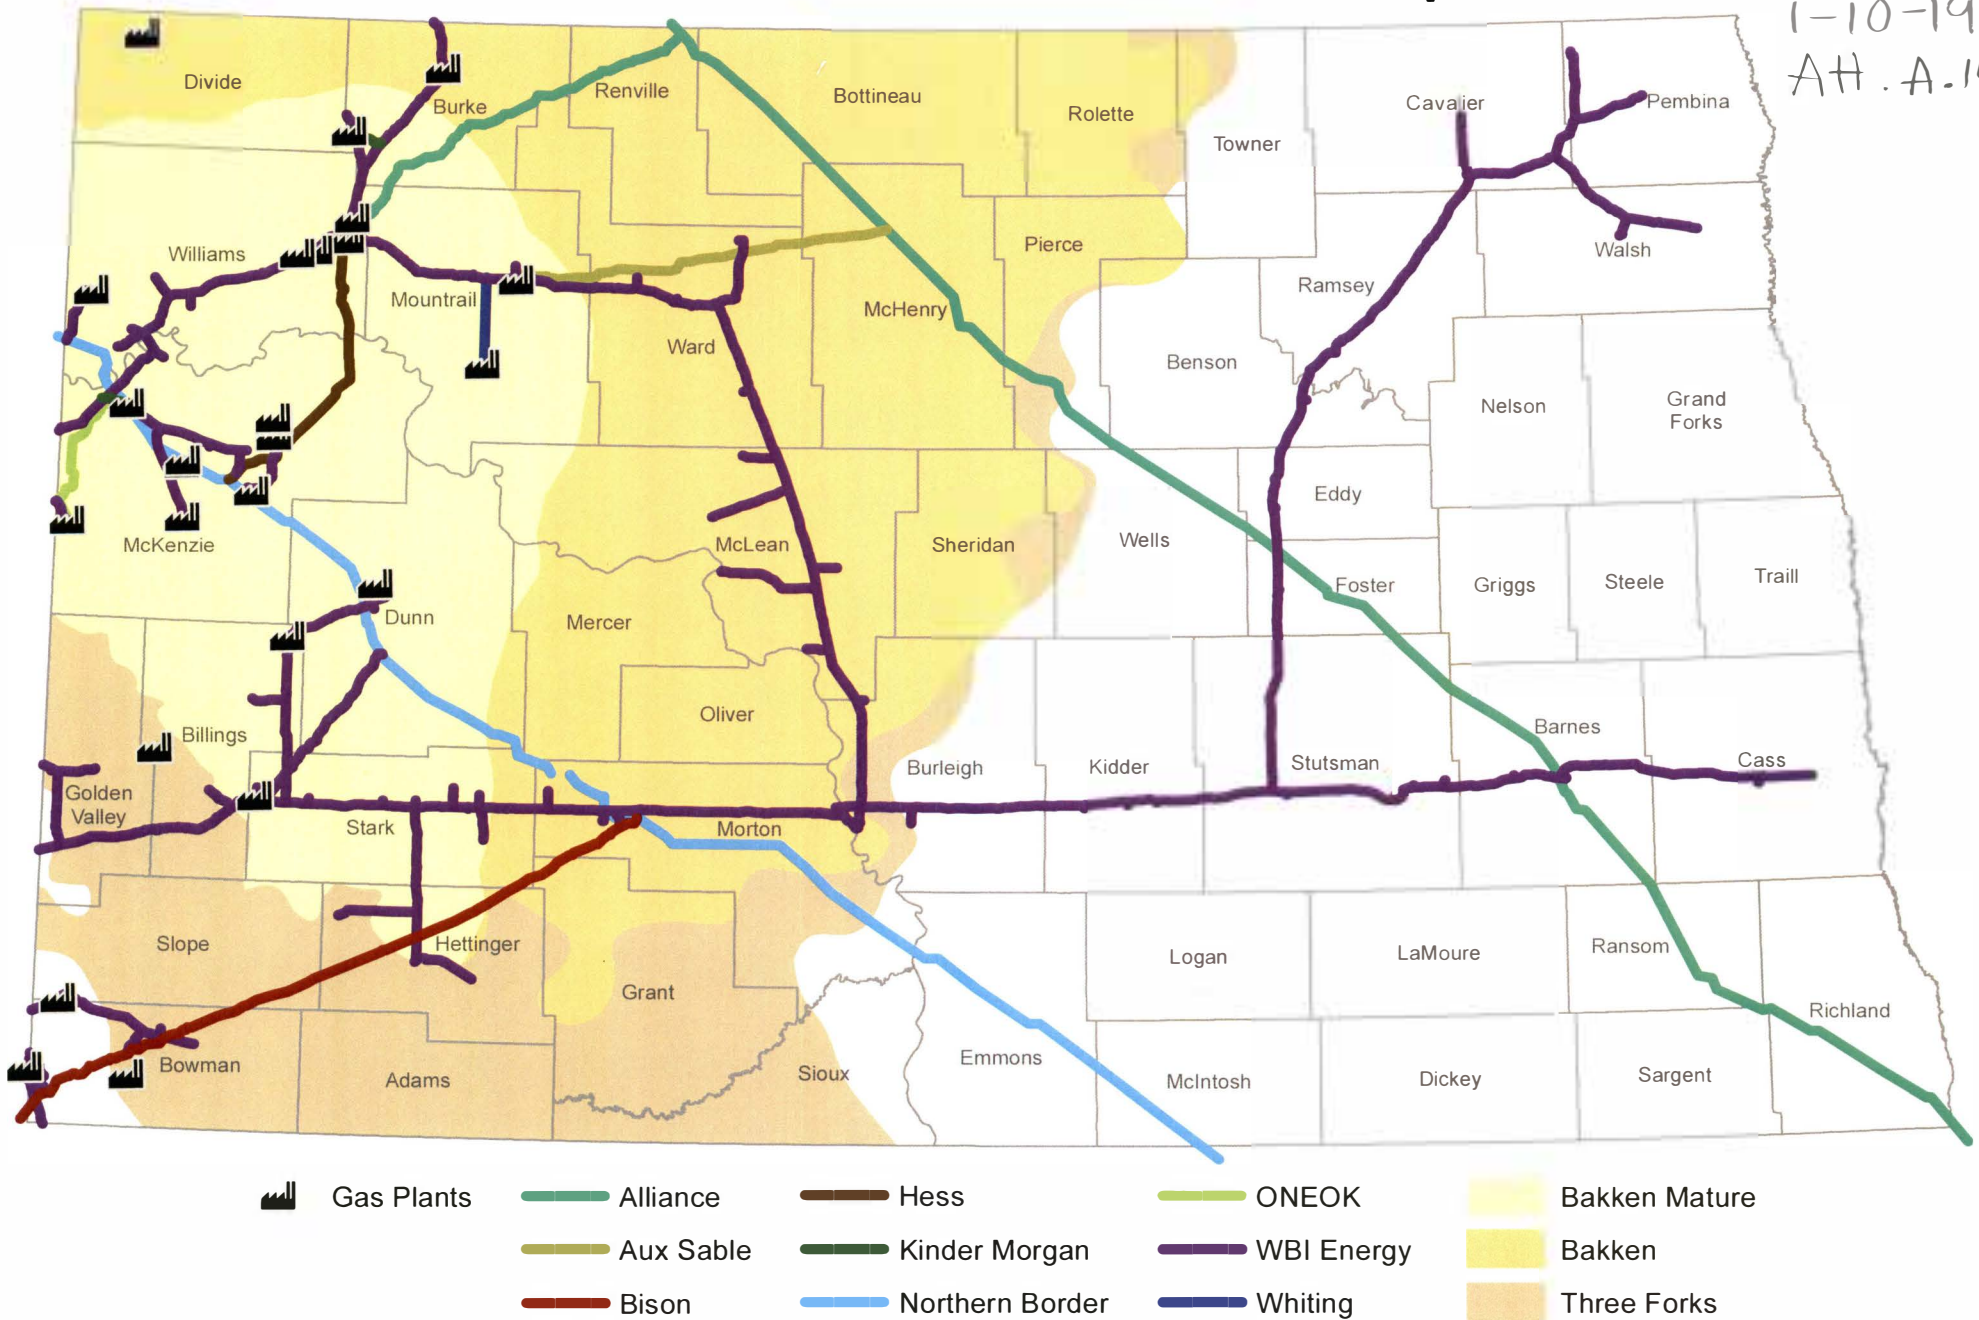 1-10-19
AH.A.1
Divide
Burke
Renville
Bottineau
Rolette
Towner
Cavalier
Pembina
Williams
Mountrail
Ward
McHenry
Pierce
Benson
Ramsey
Walsh
Nelson
Grand
Forks
McKenzie
Dunn
Mercer
McLean
Sheridan
Wells
Eddy
Foster
Griggs
Steele
Traill
Golden
Valley
Billings
Stark
Oliver
Morton
Burleigh
Kidder
Stutsman
Barnes
Cass
Slope
Hettinger
Grant
Bowman
Adams
Sioux
Emmons
Logan
LaMoure
Ransom
Richland
McIntosh
Dickey
Sargent
Gas Plants
Alliance
Hess
ONEOK
Bakken Mature
Aux Sable
Kinder Morgan
WBI Energy
Bakken
Bison
Northern Border
Whiting
Three Forks